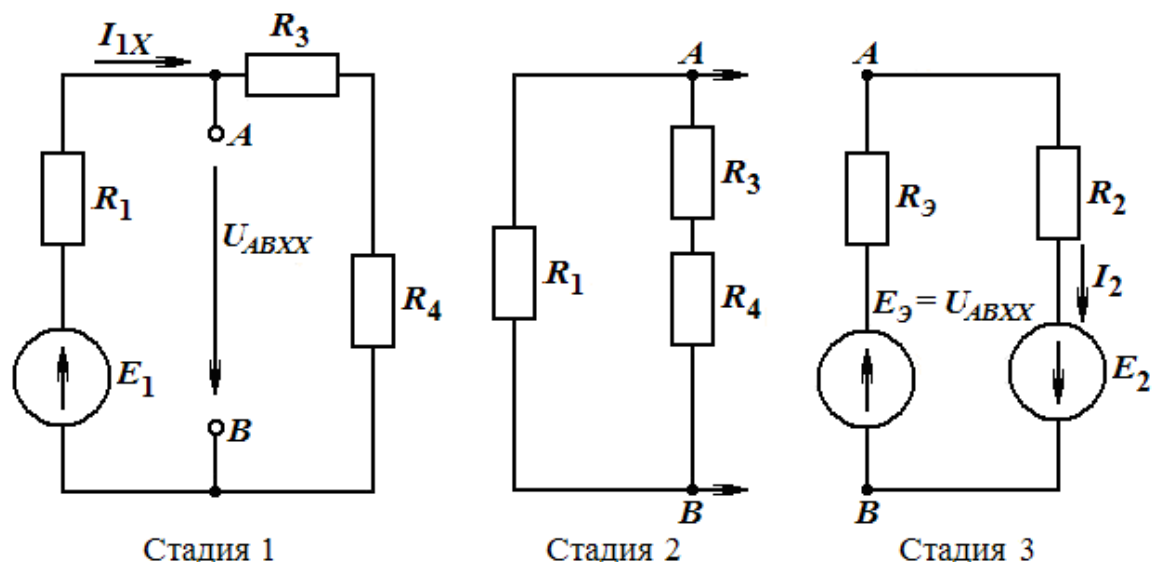 I1X
R3
A
R1
UABXX
R4
E1
B
Стадия 1
A
R3
R1
R4
B
Стадия 2
A
RЭ
R2
I2
EЭ = UABXX
E2
B
Стадия 3